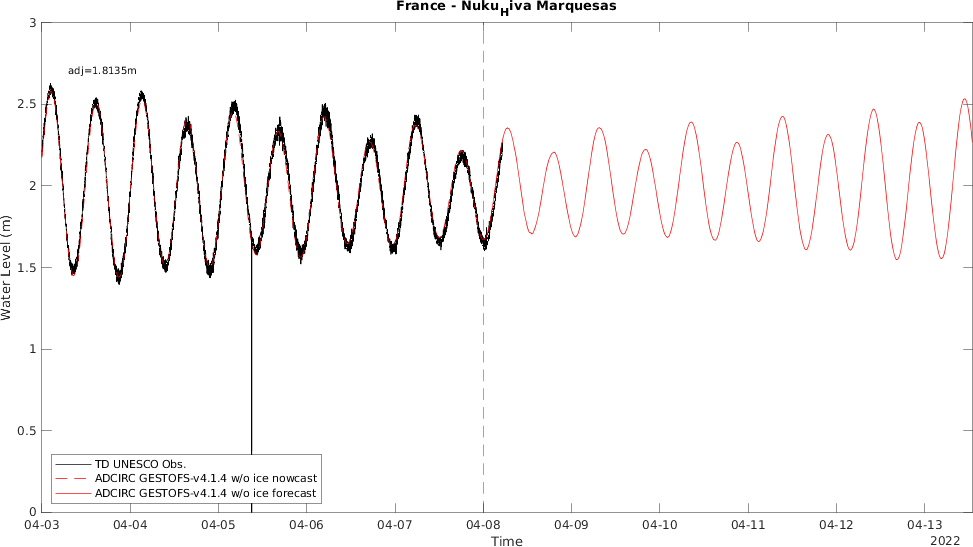 France - Nuku_Hiva Marquesas
adj=1.8135m
3
2.5
2
1.5
1
0.5
0
Water Level (m)
TD UNESCO Obs.
ADCIRC GESTOFS-v4.1.4 w/o ice nowcast
ADCIRC GESTOFS-v4.1.4 w/o ice forecast
04-03 04-04 04-05 04-06 04-07 04-08 04-09 04-10 04-11 04-12 04-13
Time
2022